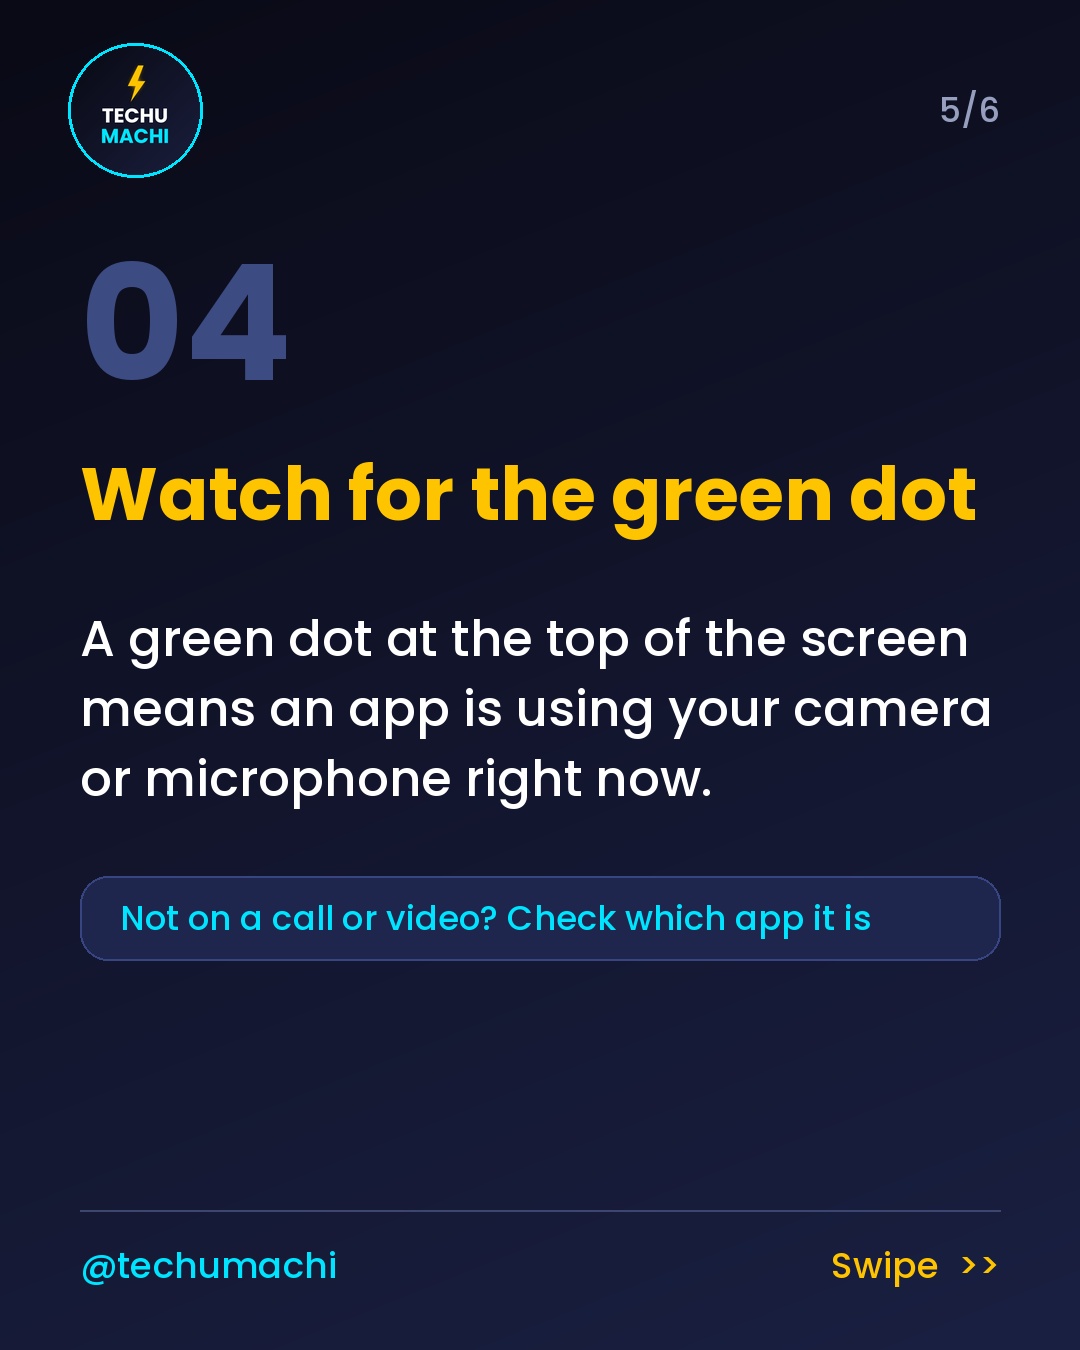 TECHU
MACHI
5/6
04
Watch for the green dot
A green dot at the top of the screen
means an app is using your camera
or microphone right now.
Not on a call or video? Check which app it is
@techumachi
Swipe >>